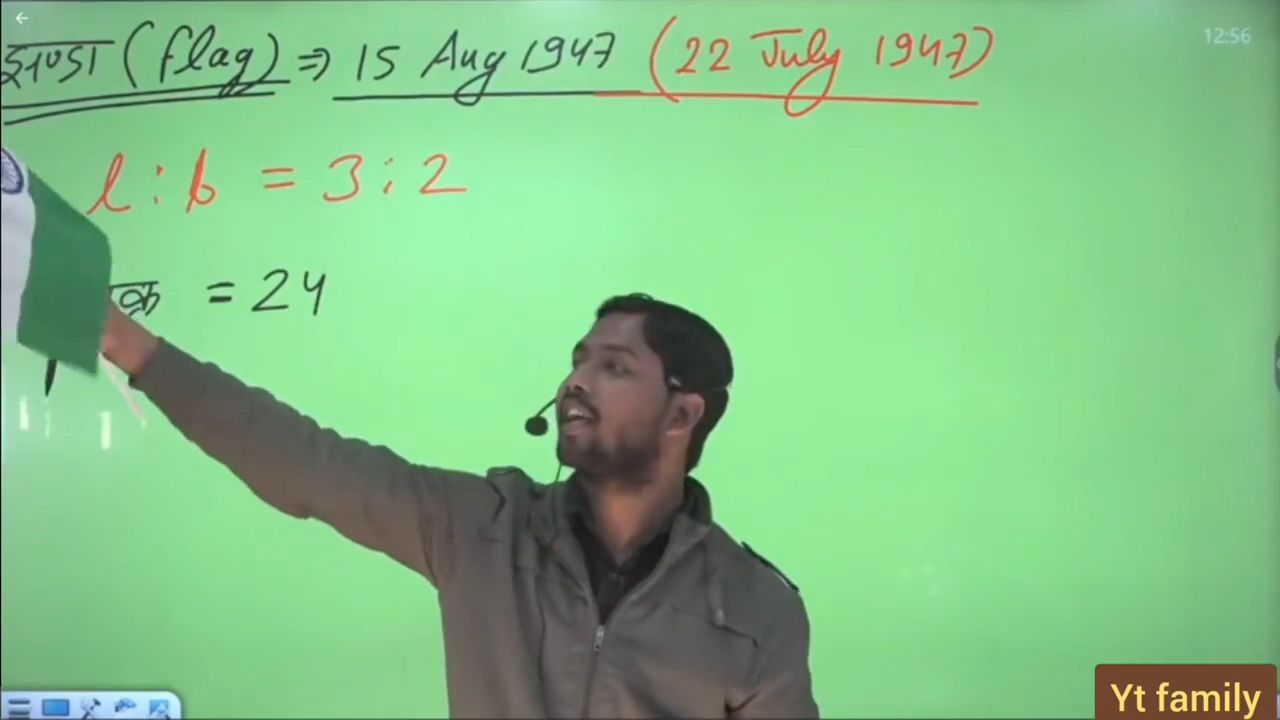 झण्डा (flag) ⇒ 15 Aug 1947 (22 July 1947)
12:56
l : b = 3 : 2
= 24
Yt family